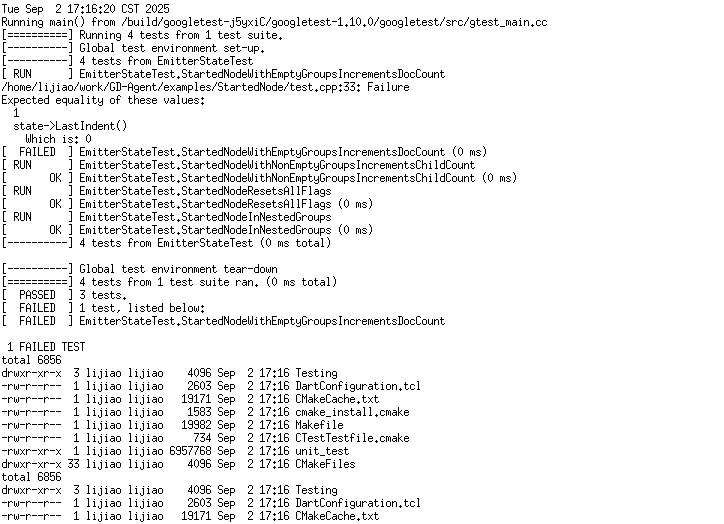 Tue Sep  2 17:16:20 CST 2025
Running main() from /build/googletest-j5yxiC/googletest-1.10.0/googletest/src/gtest_main.cc
[==========] Running 4 tests from 1 test suite.
[----------] Global test environment set-up.
[----------] 4 tests from EmitterStateTest
[ RUN      ] EmitterStateTest.StartedNodeWithEmptyGroupsIncrementsDocCount
/home/lijiao/work/GD-Agent/examples/StartedNode/test.cpp:33: Failure
Expected equality of these values:
  1
  state->LastIndent()
    Which is: 0
[  FAILED  ] EmitterStateTest.StartedNodeWithEmptyGroupsIncrementsDocCount (0 ms)
[ RUN      ] EmitterStateTest.StartedNodeWithNonEmptyGroupsIncrementsChildCount
[       OK ] EmitterStateTest.StartedNodeWithNonEmptyGroupsIncrementsChildCount (0 ms)
[ RUN      ] EmitterStateTest.StartedNodeResetsAllFlags
[       OK ] EmitterStateTest.StartedNodeResetsAllFlags (0 ms)
[ RUN      ] EmitterStateTest.StartedNodeInNestedGroups
[       OK ] EmitterStateTest.StartedNodeInNestedGroups (0 ms)
[----------] 4 tests from EmitterStateTest (0 ms total)

[----------] Global test environment tear-down
[==========] 4 tests from 1 test suite ran. (0 ms total)
[  PASSED  ] 3 tests.
[  FAILED  ] 1 test, listed below:
[  FAILED  ] EmitterStateTest.StartedNodeWithEmptyGroupsIncrementsDocCount

 1 FAILED TEST
total 6856
drwxr-xr-x  3 lijiao lijiao    4096 Sep  2 17:16 Testing
-rw-r--r--  1 lijiao lijiao    2603 Sep  2 17:16 DartConfiguration.tcl
-rw-r--r--  1 lijiao lijiao   19171 Sep  2 17:16 CMakeCache.txt
-rw-r--r--  1 lijiao lijiao    1583 Sep  2 17:16 cmake_install.cmake
-rw-r--r--  1 lijiao lijiao   19982 Sep  2 17:16 Makefile
-rw-r--r--  1 lijiao lijiao     734 Sep  2 17:16 CTestTestfile.cmake
-rwxr-xr-x  1 lijiao lijiao 6957768 Sep  2 17:16 unit_test
drwxr-xr-x 33 lijiao lijiao    4096 Sep  2 17:16 CMakeFiles
total 6856
drwxr-xr-x  3 lijiao lijiao    4096 Sep  2 17:16 Testing
-rw-r--r--  1 lijiao lijiao    2603 Sep  2 17:16 DartConfiguration.tcl
-rw-r--r--  1 lijiao lijiao   19171 Sep  2 17:16 CMakeCache.txt